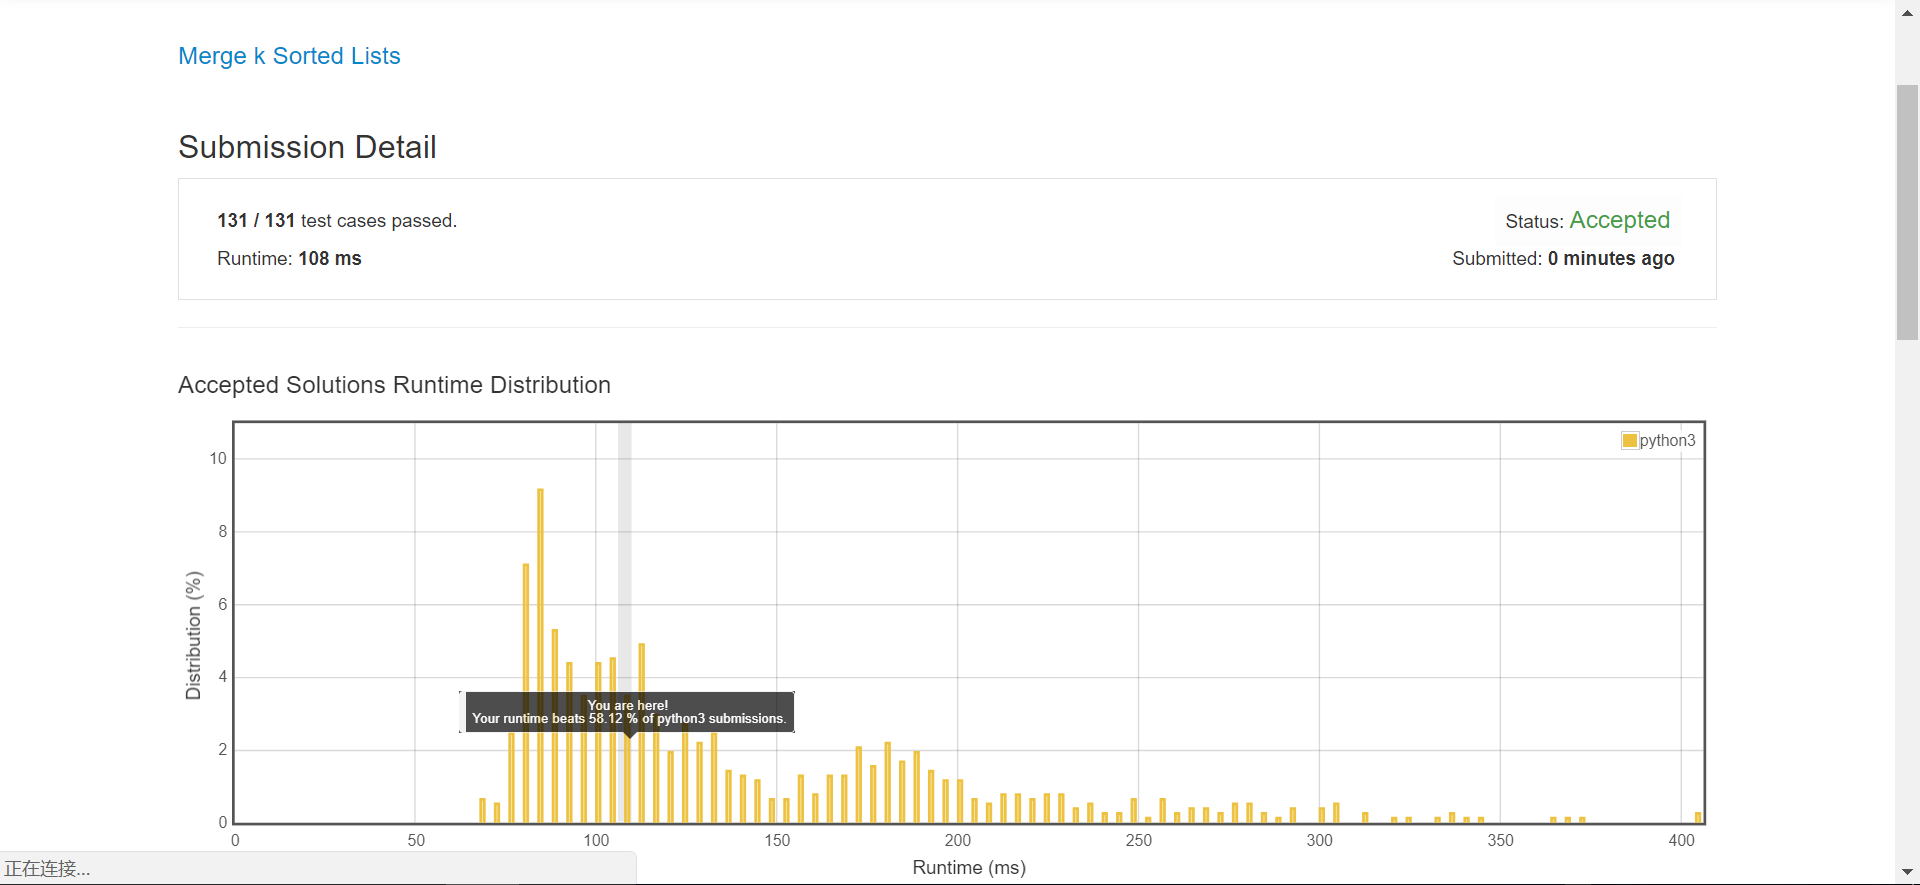 Merge k Sorted Lists
Submission Detail
131 / 131 test cases passed.
Status: Accepted
Runtime: 108 ms
Submitted: 0 minutes ago
Accepted Solutions Runtime Distribution
python3
10
8
6
4
2
0
Distribution (%)
You are here!
Your runtime beats 58.12 % of python3 submissions.
0 50 100 150 200 250 300 350 400
Runtime (ms)
正在连接...